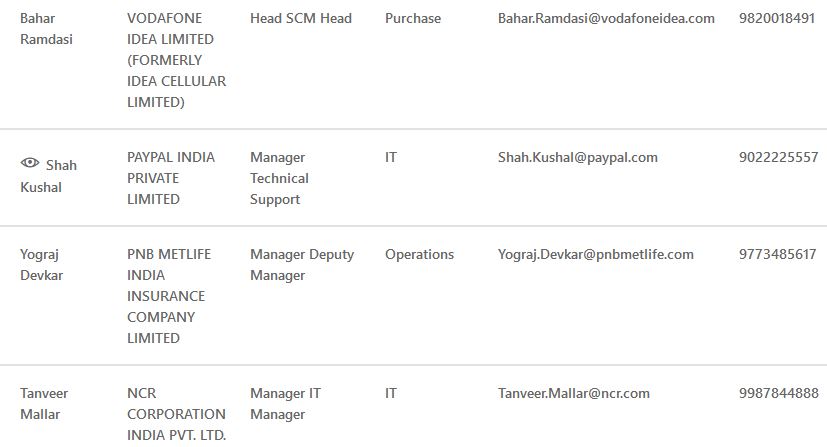 Bahar VODAFONE Head SCM Head Purchase Bahar.Ramdasi@vodafoneidea.com 9820018491
Ramdasi IDEA LIMITED
(FORMERLY
IDEA CELLULAR
LIMITED)
Shah PAYPAL INDIA Manager IT Shah.Kushal@paypal.com 9022225557
Kushal PRIVATE Technical
LIMITED Support
Yograj PNB METLIFE Manager Deputy Operations Yograj.Devkar@pnbmetlife.com 9773485617
Devkar INDIA Manager
INSURANCE
COMPANY
LIMITED
Tanveer NCR Manager IT IT Tanveer.Mallar@ncr.com 9987844888
Mallar CORPORATION Manager
INDIA PVT. LTD.